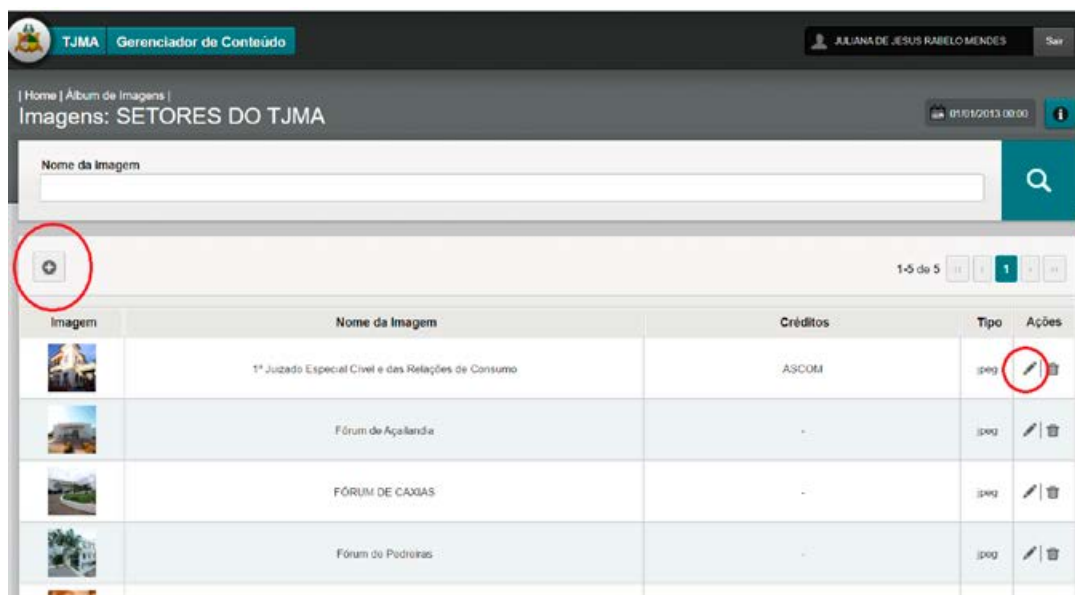 TJMA Gerenciador de Conteúdo
JULIANA DE JESUS RABELO MENDES Sair
| Home | Álbum de Imagens |
Imagens: SETORES DO TJMA
01/01/2013 00:00
Nome da Imagem
1-5 de 5 1
Imagem Nome da Imagem Créditos Tipo Ações
1º Juizado Especial Cível e das Relações de Consumo ASCOM jpeg
Fórum de Açailandia - jpeg
FÓRUM DE CAXIAS - jpeg
Fórum de Pedreiras - jpeg